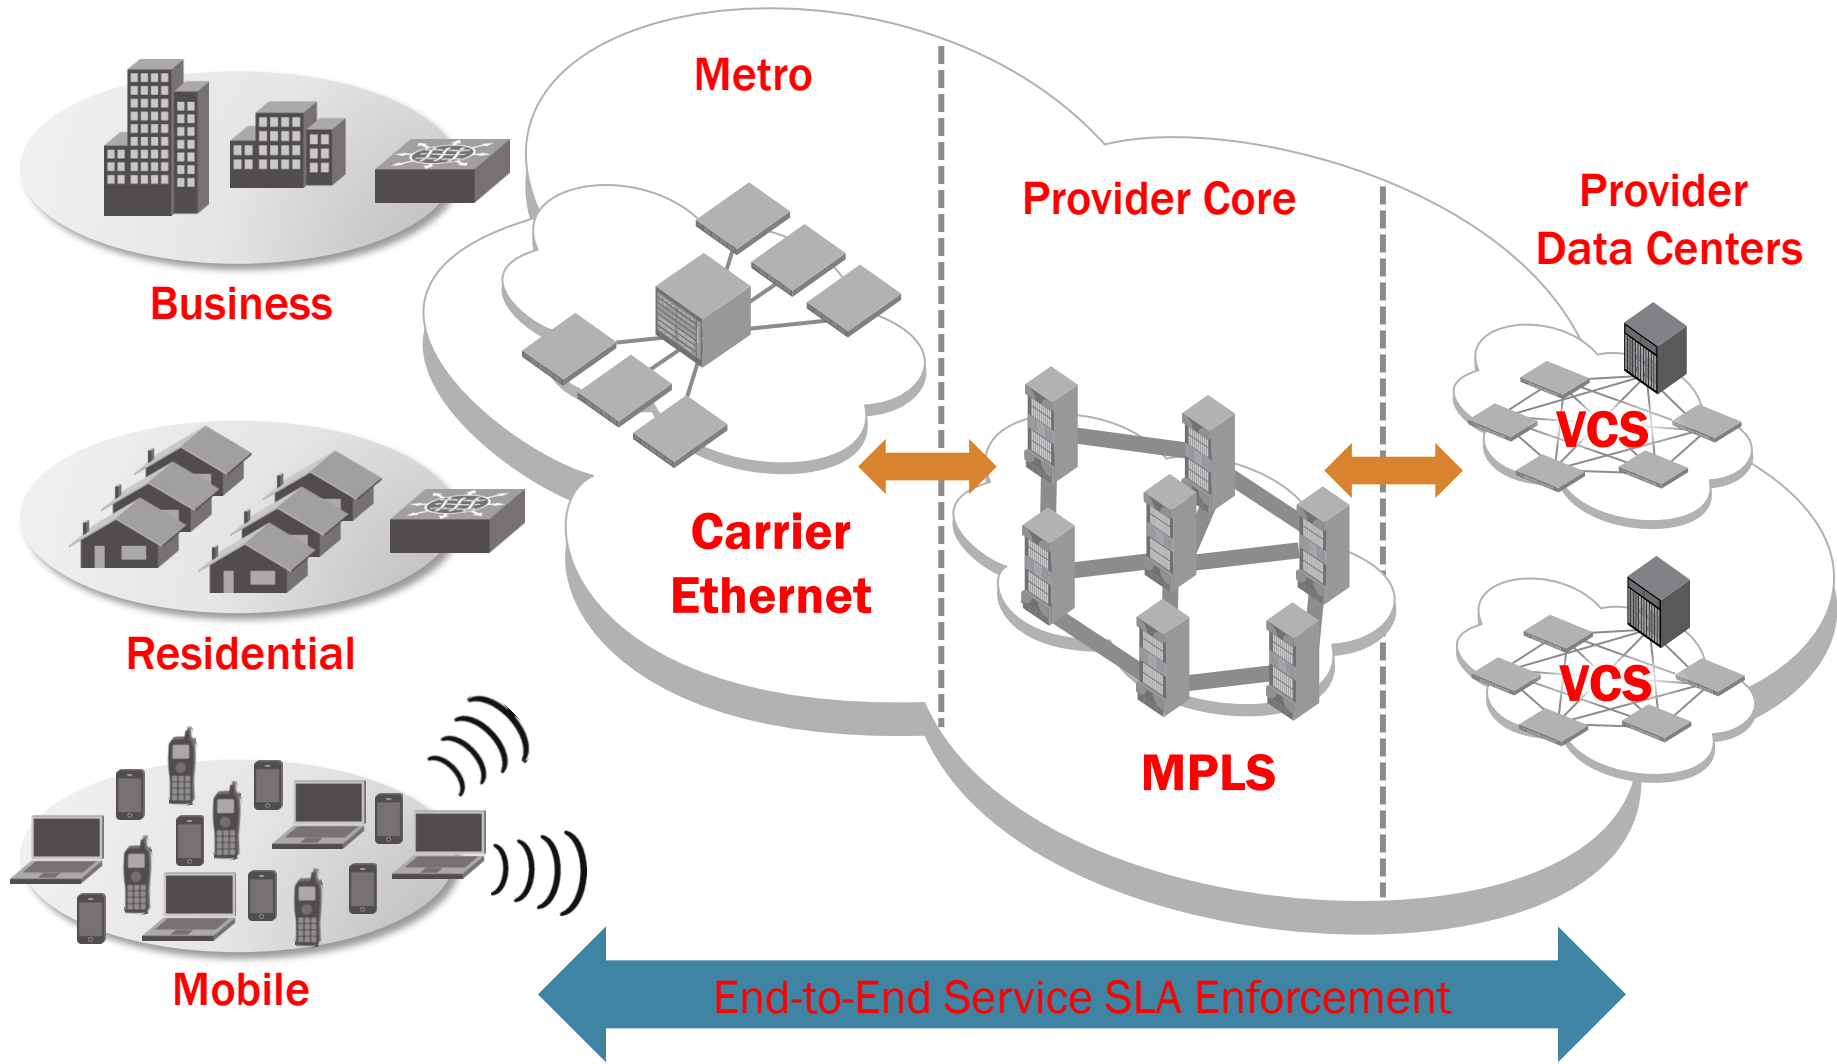 Metro
Provider Core
Provider
Data Centers
Business
VCS
Carrier
Ethernet
Residential
VCS
MPLS
Mobile
End-to-End Service SLA Enforcement